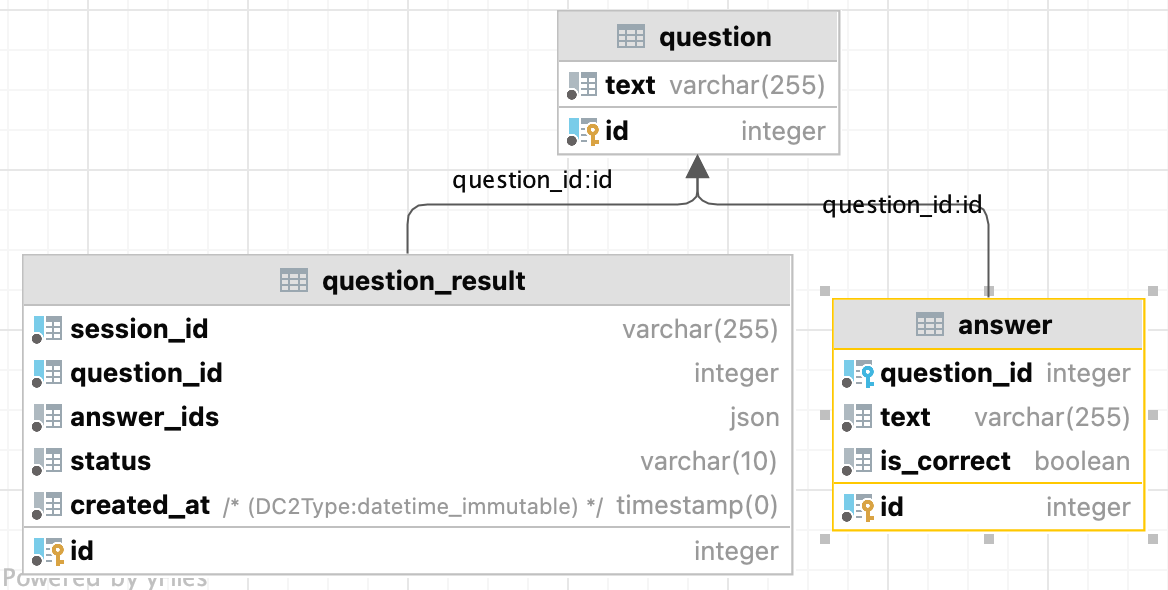 question
text varchar(255)
id integer
question_id:id
question_id:id
question_result
session_id varchar(255)
question_id integer
answer_ids json
status varchar(10)
created_at /* (DC2Type:datetime_immutable) */ timestamp(0)
id integer
answer
question_id integer
text varchar(255)
is_correct boolean
id integer
Powered by yFiles